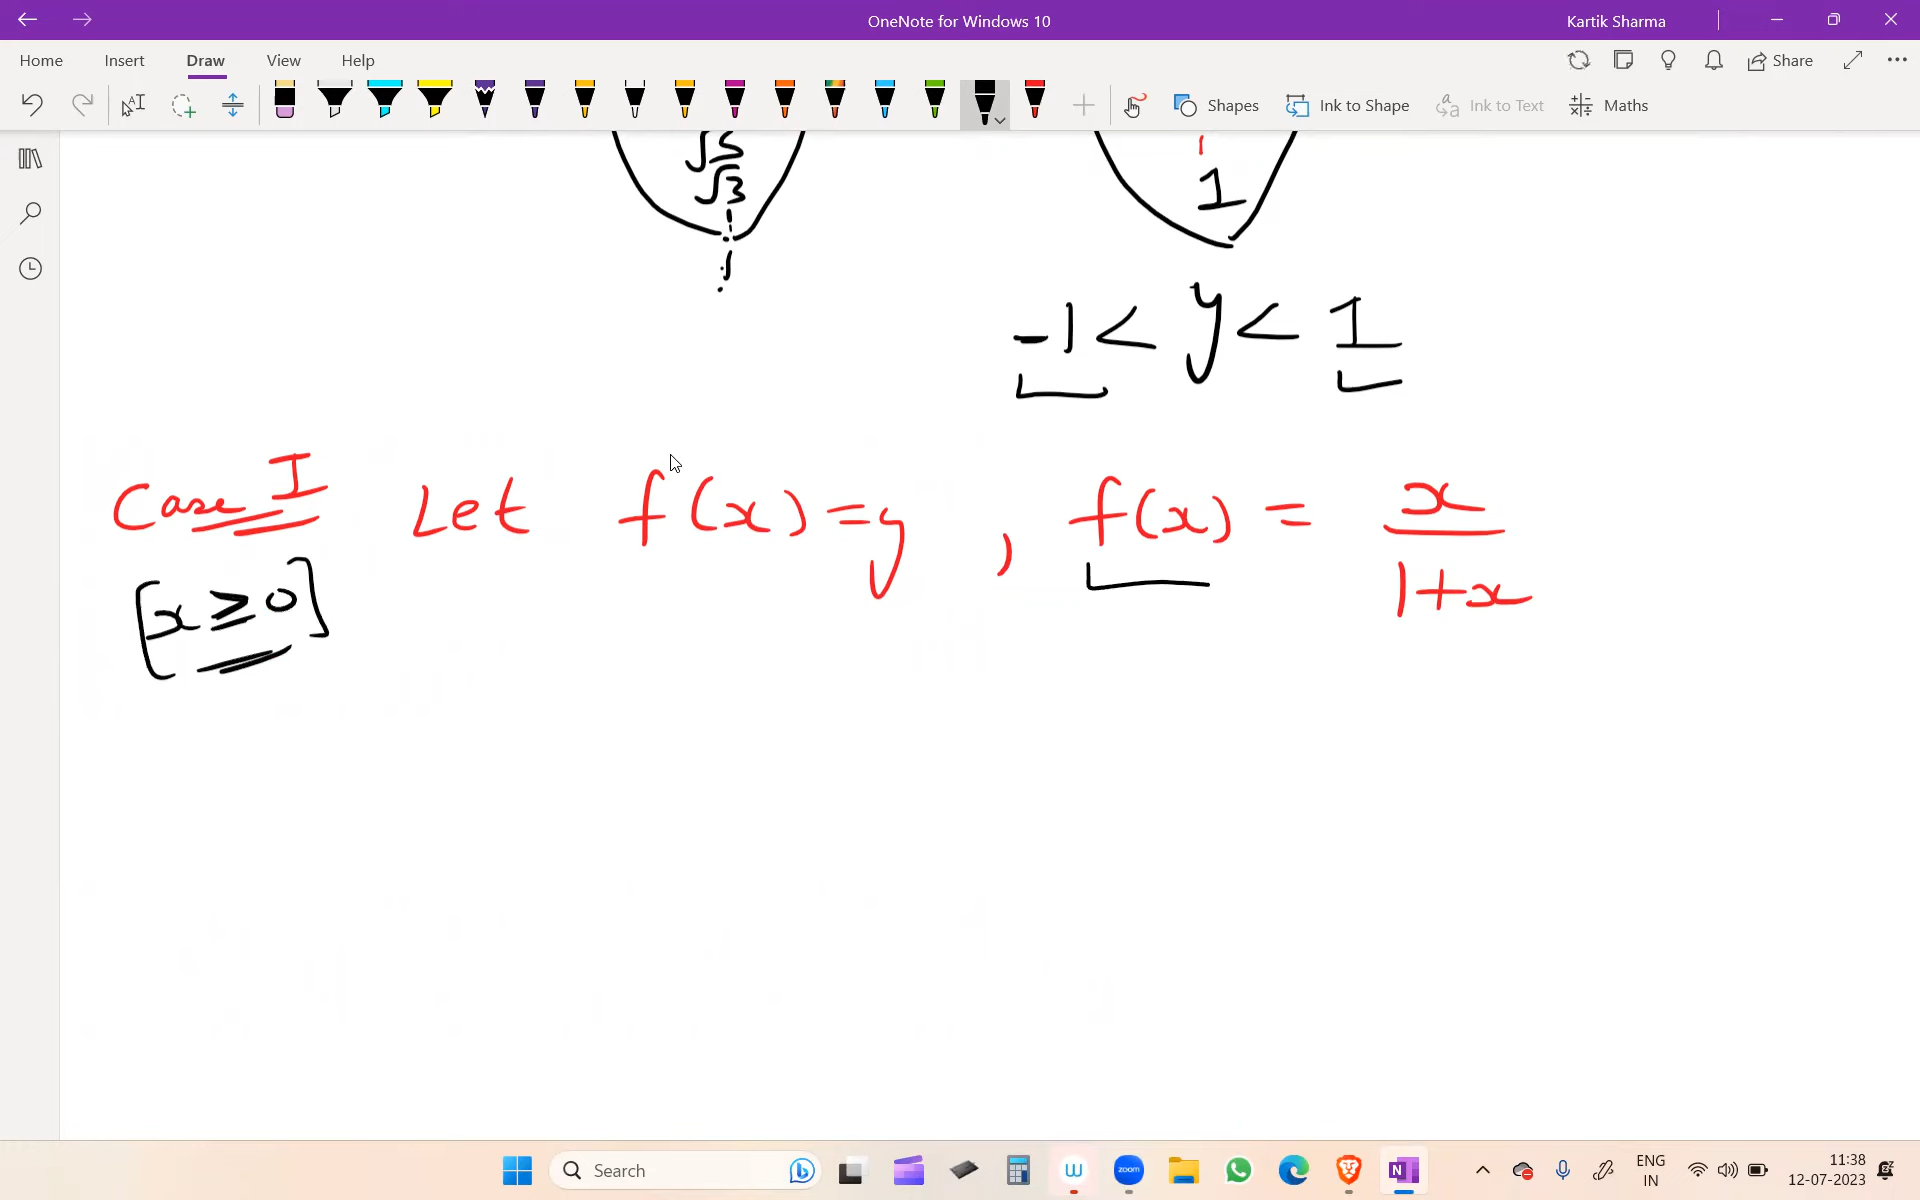 OneNote for Windows 10
Kartik Sharma
Home Insert Draw View Help
Share
Shapes Ink to Shape Ink to Text Maths
√5
√3
1
-1 < y < 1
Case I Let f(x) = y , f(x) = x
1+x
[x ≥ 0]
Search
ENG
IN
11:38
12-07-2023
zoom